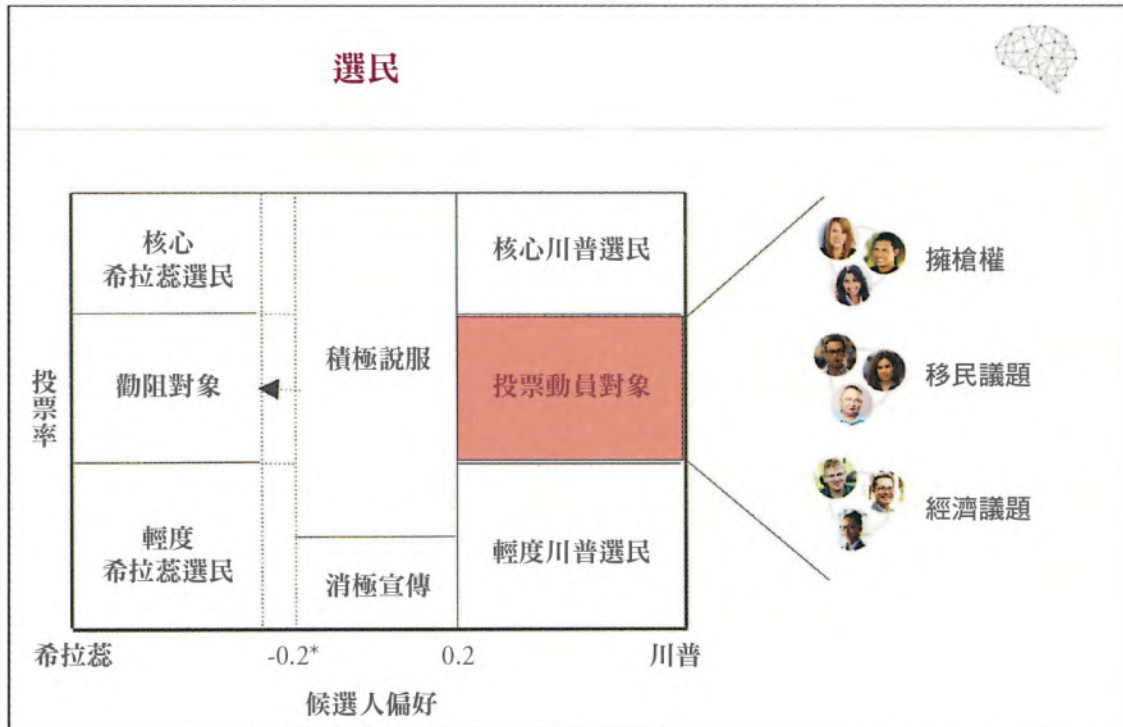 選民
核心
希拉蕊選民
核心川普選民
擁槍權
投票率
勸阻對象
積極說服
投票動員對象
移民議題
輕度
希拉蕊選民
消極宣傳
輕度川普選民
經濟議題
希拉蕊
-0.2*
0.2
川普
候選人偏好